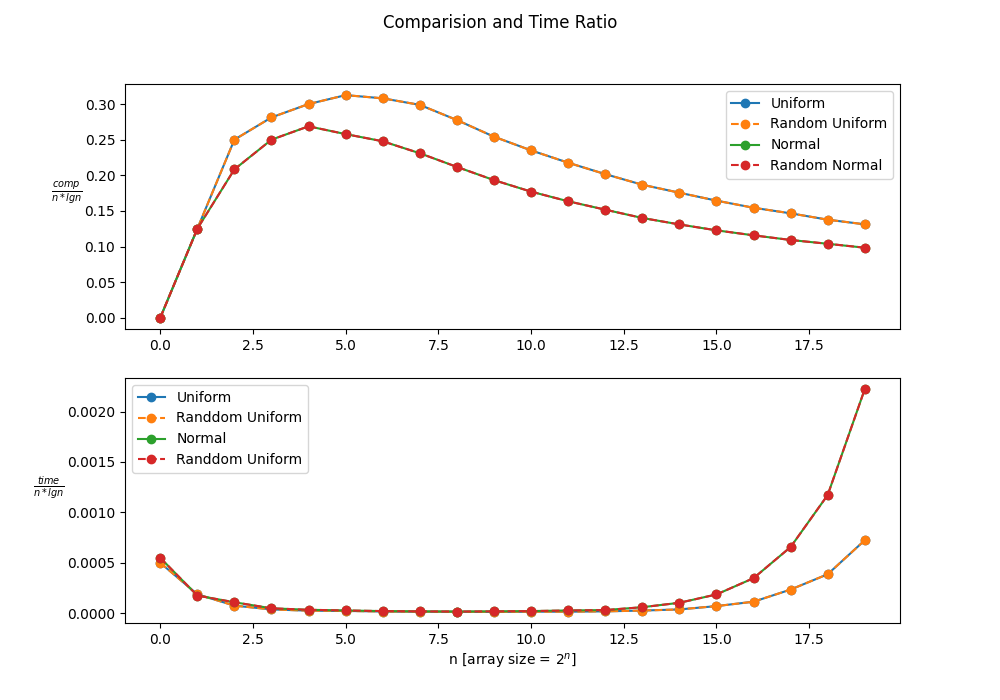 Comparision and Time Ratio
0.30
0.25
0.20
0.15
0.10
0.05
0.00
comp
n * lgn
Uniform
Random Uniform
Normal
Random Normal
0.0 2.5 5.0 7.5 10.0 12.5 15.0 17.5
0.0020
0.0015
0.0010
0.0005
0.0000
time
n * lgn
Uniform
Randdom Uniform
Normal
Randdom Uniform
0.0 2.5 5.0 7.5 10.0 12.5 15.0 17.5
n [array size = 2^n]